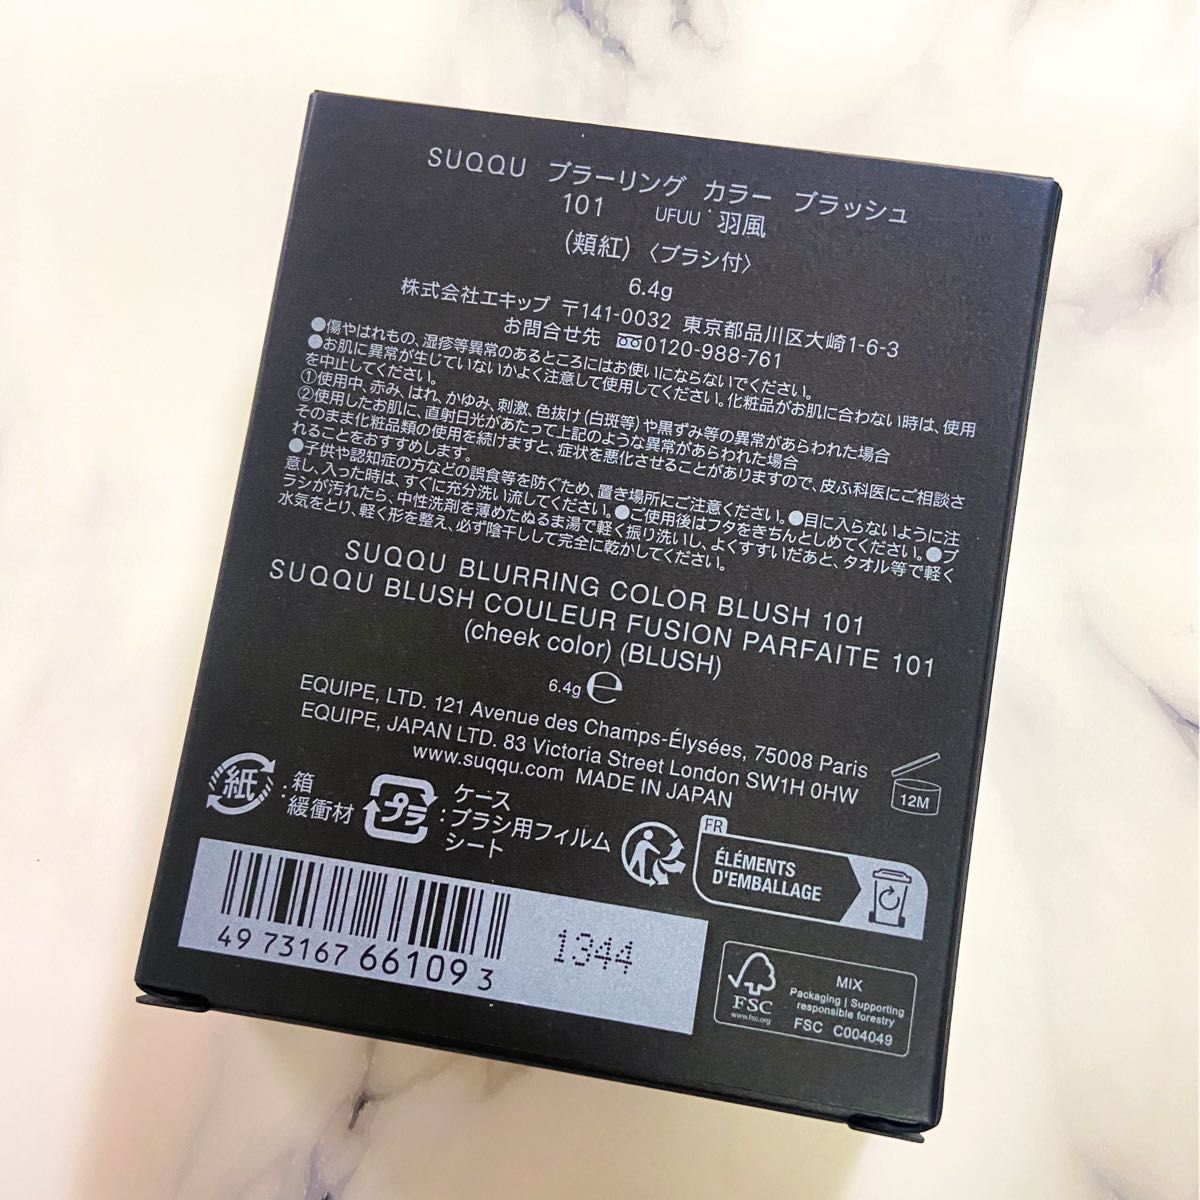 SUQQU ブラーリング カラー ブラッシュ
101 UFUU 羽風
(頬紅) 〈ブラシ付〉
6.4g
株式会社エキップ 〒141-0032 東京都品川区大崎1-6-3
お問合せ先 0120-988-761
●傷やはれもの、湿疹等異常のあるところにはお使いにならないでください。
●お肌に異常が生じていないかよく注意して使用してください。化粧品がお肌に合わない時は、使用
を中止してください。
①使用中、赤み、はれ、かゆみ、刺激、色抜け(白斑等)や黒ずみ等の異常があらわれた場合
②使用したお肌に、直射日光があたって上記のような異常があらわれた場合
そのまま化粧品類の使用を続けますと、症状を悪化させることがありますので、皮ふ科医にご相談さ
れることをおすすめします。
●子供や認知症の方などの誤食等を防ぐため、置き場所にご注意ください。●目に入らないように注
意し、入った時は、すぐに充分洗い流してください。●ご使用後はフタをきちんとしめてください。●ブ
ラシが汚れたら、中性洗剤を薄めたぬるま湯で軽く振り洗いし、よくすすいだあと、タオル等で軽く
水気をとり、軽く形を整え、必ず陰干しして完全に乾かしてください。
SUQQU BLURRING COLOR BLUSH 101
SUQQU BLUSH COULEUR FUSION PARFAITE 101
(cheek color) (BLUSH)
6.4g ℮
EQUIPE, LTD. 121 Avenue des Champs-Élysées, 75008 Paris
EQUIPE, JAPAN LTD. 83 Victoria Street London SW1H 0HW
www.suqqu.com MADE IN JAPAN
12M
紙 :箱
緩衝材
プラ :ケース
ブラシ用フィルム
シート
FR
ÉLÉMENTS
D'EMBALLAGE
4973167661093
1344
FSC
www.fsc.org
MIX
Packaging | Supporting
responsible forestry
FSC C004049